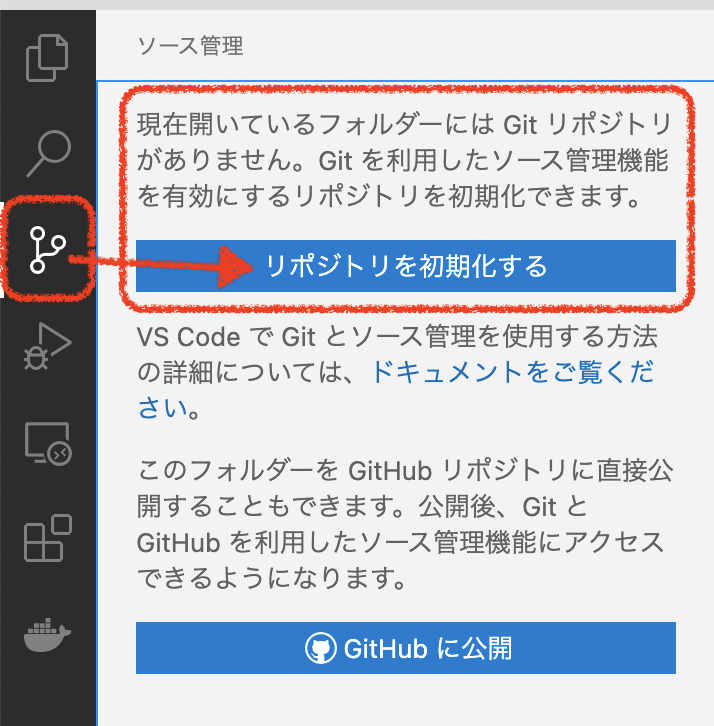 ソース管理
現在開いているフォルダーには Git リポジトリ
がありません。Git を利用したソース管理機能
を有効にするリポジトリを初期化できます。
リポジトリを初期化する
VS Code で Git とソース管理を使用する方法
の詳細については、ドキュメントをご覧くだ
さい。
このフォルダーを GitHub リポジトリに直接公
開することもできます。公開後、Git と
GitHub を利用したソース管理機能にアクセス
できるようになります。
GitHub に公開